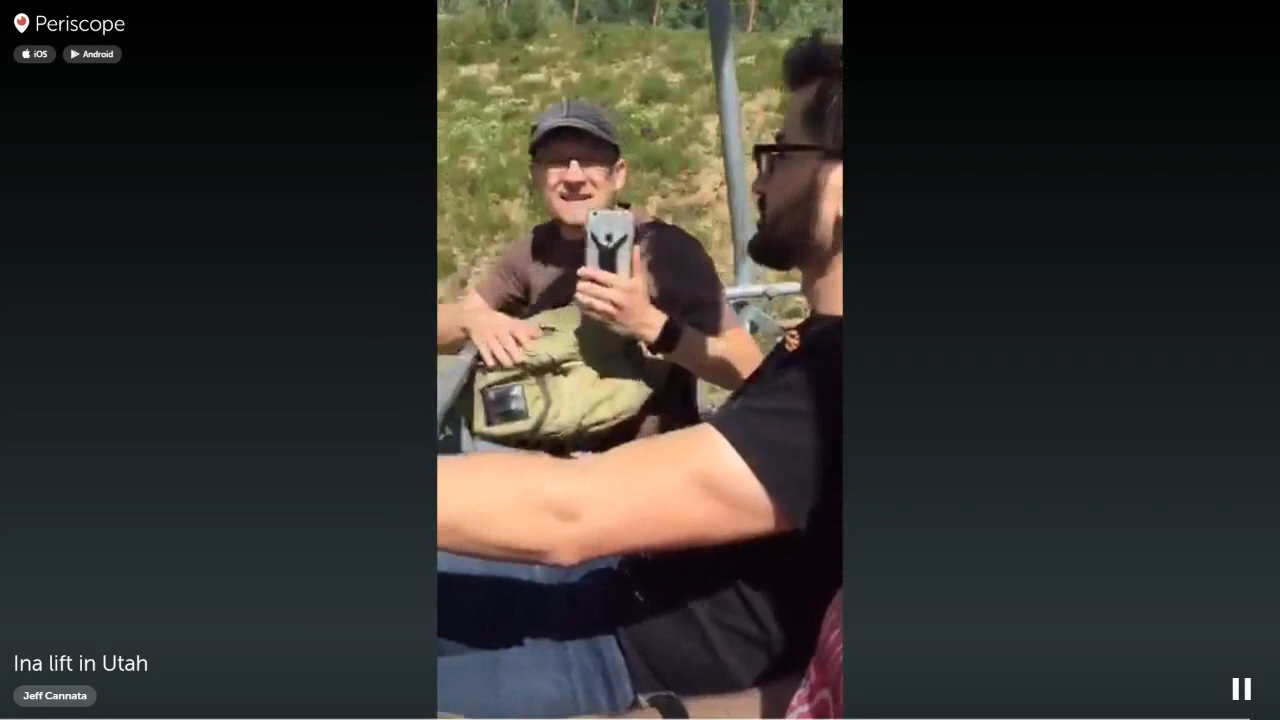 Periscope
iOS
Android
Ina lift in Utah
Jeff Cannata